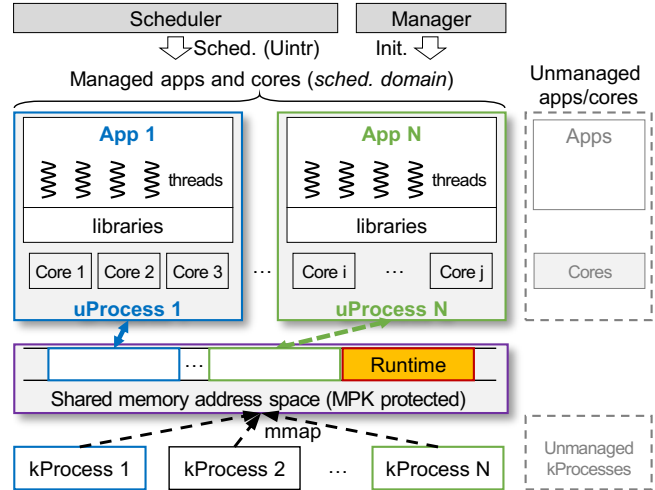 Scheduler
Manager
Sched. (Uintr)
Init.
Managed apps and cores (sched. domain)
Unmanaged
apps/cores
App 1
threads
libraries
Core 1
Core 2
Core 3
uProcess 1
...
App N
threads
libraries
Core i
...
Core j
uProcess N
Apps
Cores
...
Runtime
Shared memory address space (MPK protected)
mmap
kProcess 1
kProcess 2
...
kProcess N
Unmanaged
kProcesses